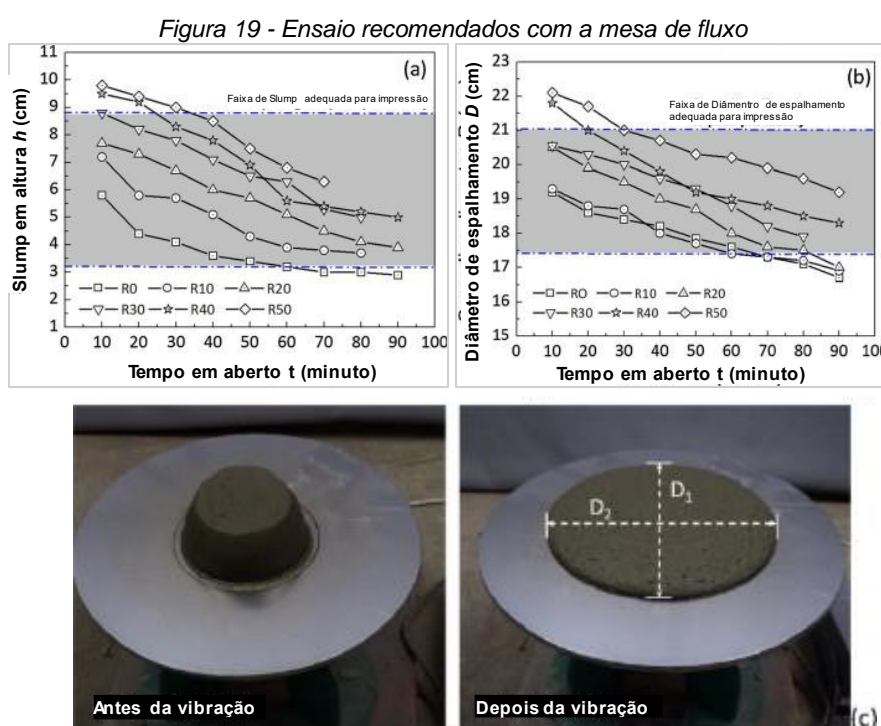 Figura 19 - Ensaio recomendados com a mesa de fluxo
11
10
9
8
7
6
5
4
3
2
1
Slump em altura h (cm)
(a)
Faixa de Slump adequada para impressão
R0 R10 R20
R30 R40 R50
0 10 20 30 40 50 60 70 80 90 100
Tempo em aberto t (minuto)
23
22
21
20
19
18
17
16
15
Diâmetro de espalhamento D (cm)
(b)
Faixa de Diâmentro de espalhamento
adequada para impressão
RO R10 R20
R30 R40 R50
0 10 20 30 40 50 60 70 80 90 100
Tempo em aberto t (minuto)
Antes da vibração
D1
D2
Depois da vibração
(c)